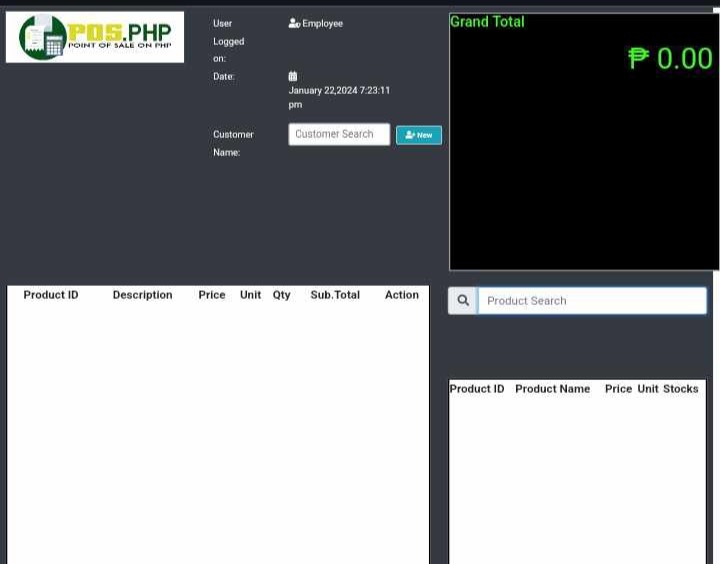 POS.PHP
POINT OF SALE ON PHP
User Logged on: Employee
Date: January 22,2024 7:23:11 pm
Customer Name: Customer Search New
Grand Total
₱ 0.00
Product ID Description Price Unit Qty Sub.Total Action
Product Search
Product ID Product Name Price Unit Stocks